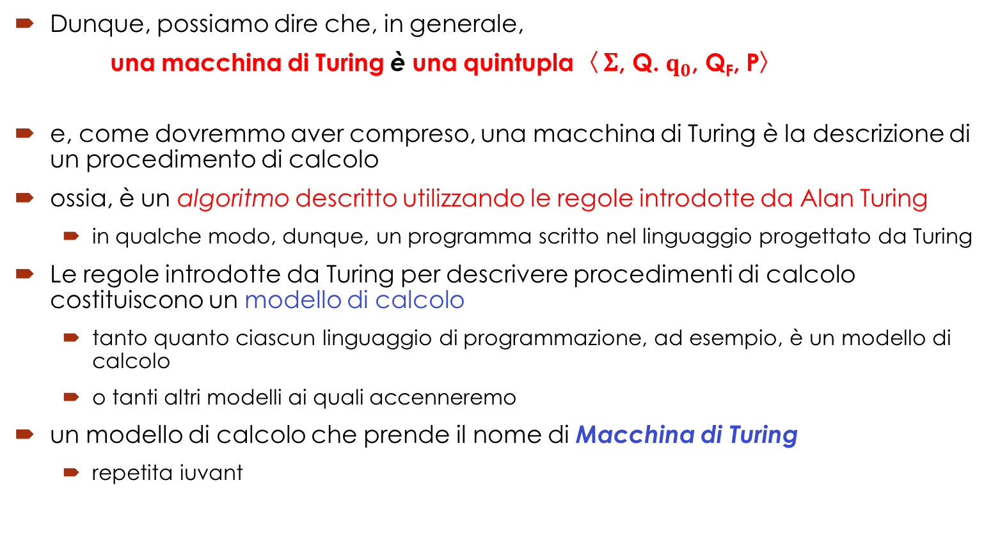 Dunque, possiamo dire che, in generale,
una macchina di Turing è una quintupla 〈 Σ, Q. q₀, Q_F, P〉
e, come dovremmo aver compreso, una macchina di Turing è la descrizione di
un procedimento di calcolo
ossia, è un algoritmo descritto utilizzando le regole introdotte da Alan Turing
in qualche modo, dunque, un programma scritto nel linguaggio progettato da Turing
Le regole introdotte da Turing per descrivere procedimenti di calcolo
costituiscono un modello di calcolo
tanto quanto ciascun linguaggio di programmazione, ad esempio, è un modello di
calcolo
o tanti altri modelli ai quali accenneremo
un modello di calcolo che prende il nome di Macchina di Turing
repetita iuvant